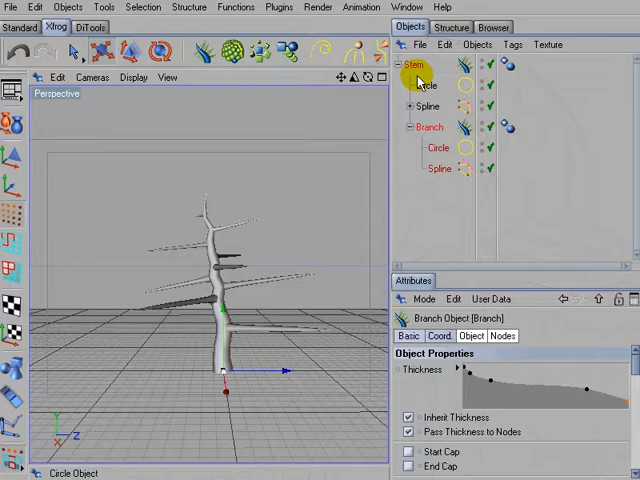 File Edit Objects Tools Selection Structure Functions Plugins Render Animation Window
Standard Xfrog DiTools
Edit Cameras Display View
Perspective
Y
Z
X
Circle Object
Objects Structure Browser
File Edit Objects Tags Texture
Stem
Spline
Branch
Circle
Spline
Attributes
Mode Edit User Data
Branch Object [Branch]
Basic Coord. Object Nodes
Object Properties
Thickness
Inherit Thickness
Pass Thickness to Nodes
Start Cap
End Cap